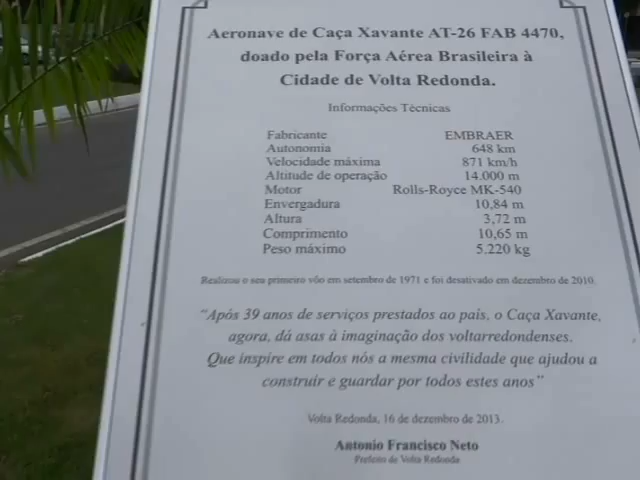 Aeronave de Caça Xavante AT-26 FAB 4470,
doado pela Força Aérea Brasileira à
Cidade de Volta Redonda.
Informações Técnicas
Fabricante EMBRAER
Autonomia 648 km
Velocidade máxima 871 km/h
Altitude de operação 14.000 m
Motor Rolls-Royce MK-540
Envergadura 10,84 m
Altura 3,72 m
Comprimento 10,65 m
Peso máximo 5.220 kg
Realizou o seu primeiro vôo em setembro de 1971 e foi desativado em dezembro de 2010.
“Após 39 anos de serviços prestados ao país, o Caça Xavante,
agora, dá asas à imaginação dos voltarredondenses.
Que inspire em todos nós a mesma civilidade que ajudou a
construir e guardar por todos estes anos”
Volta Redonda, 16 de dezembro de 2013.
Antonio Francisco Neto
Prefeito de Volta Redonda